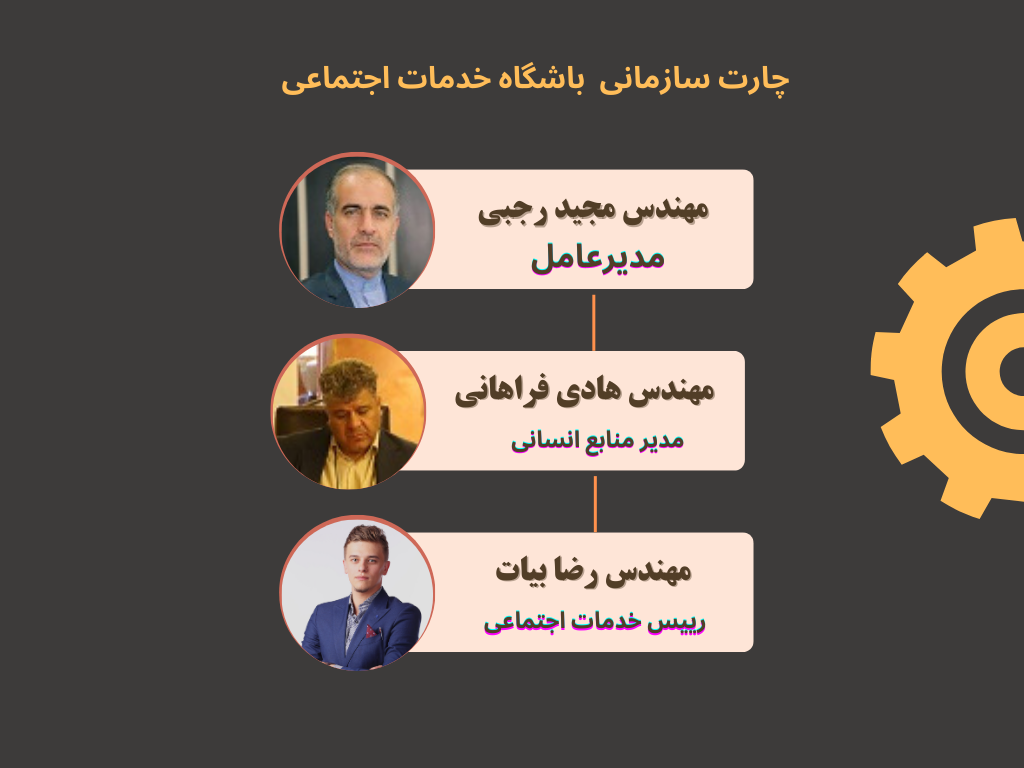 چارت سازمانی باشگاه خدمات اجتماعی
مهندس مجید رجبی
مدیرعامل
مهندس هادی فراهانی
مدیر منابع انسانی
مهندس رضا بیات
رییس خدمات اجتماعی